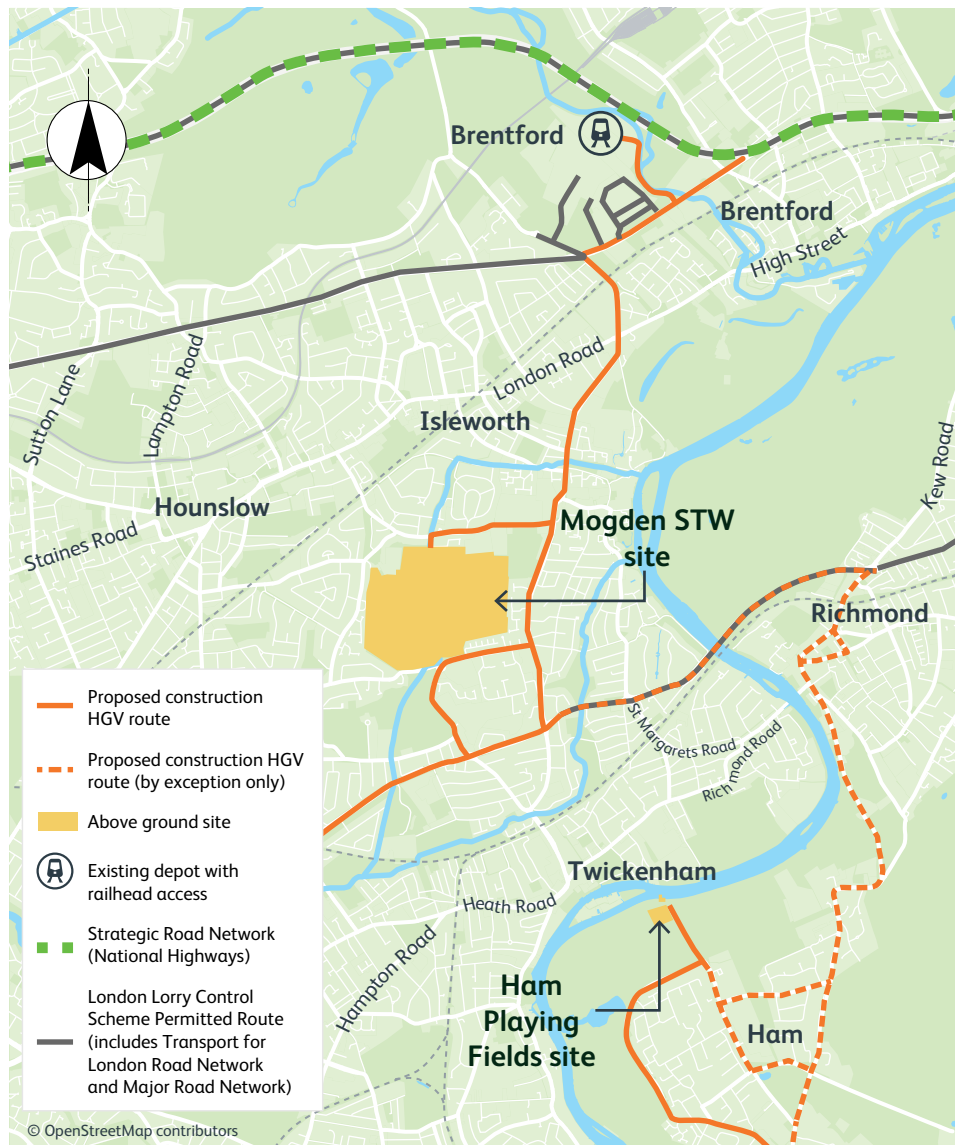 Brentford
Brentford
High Street
London Road
Sutton Lane
Lampton Road
Isleworth
Hounslow
Staines Road
Kew Road
Mogden STW
site
Richmond
St Margarets Road
Richmond Road
Twickenham
Heath Road
Hampton Road
Ham
Playing
Fields site
Ham
Proposed construction
HGV route
Proposed construction HGV
route (by exception only)
Above ground site
Existing depot with
railhead access
Strategic Road Network
(National Highways)
London Lorry Control
Scheme Permitted Route
(includes Transport for
London Road Network
and Major Road Network)
© OpenStreetMap contributors